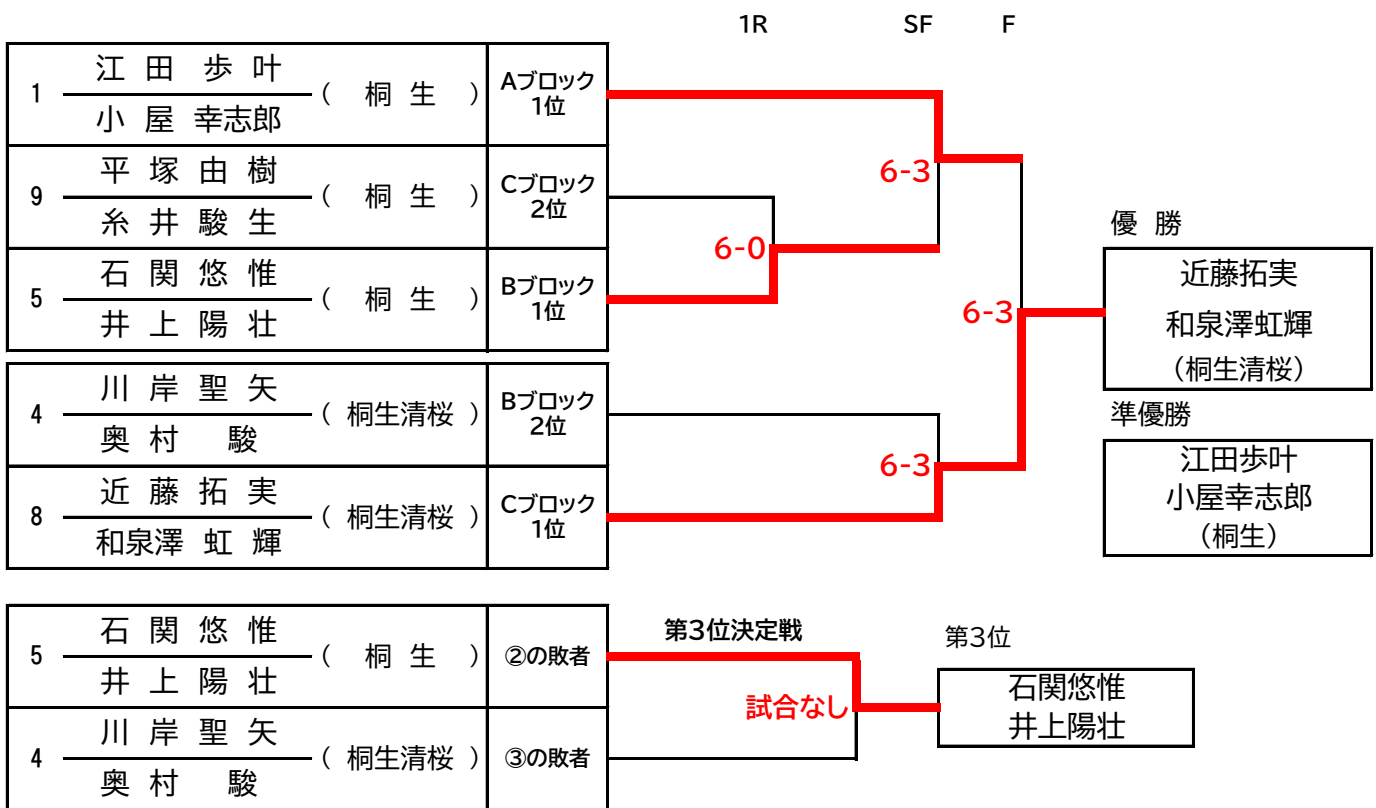 1R SF F
江田 歩叶
1 ( 桐生 ) Aブロック 1位
小屋 幸志郎
6-3
平塚由樹
9 ( 桐生 ) Cブロック 2位
糸井駿生
優勝
6-0
石関悠惟
近藤拓実
5 ( 桐生 ) Bブロック 1位
6-3
井上陽壮
和泉澤虹輝
(桐生清桜)
川岸聖矢
4 ( 桐生清桜 ) Bブロック 2位
準優勝
奥村 駿
6-3
近藤拓実
江田歩叶
8 ( 桐生清桜 ) Cブロック 1位
小屋幸志郎
和泉澤 虹輝
(桐生)
石関悠惟
第3位決定戦
第3位
5 ( 桐生 ) ②の敗者
井上陽壮
石関悠惟
試合なし
井上陽壮
川岸聖矢
4 ( 桐生清桜 ) ③の敗者
奥村 駿